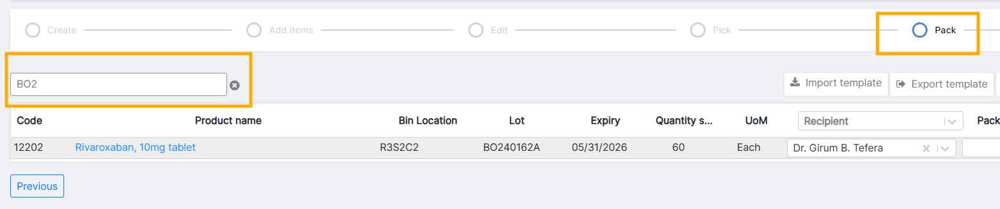 Create Add items Edit Pick Pack
BO2
Import template Export template
Code Product name Bin Location Lot Expiry Quantity s... UoM Recipient Pack
12202 Rivaroxaban, 10mg tablet R3S2C2 BO240162A 05/31/2026 60 Each Dr. Girum B. Tefera
Previous